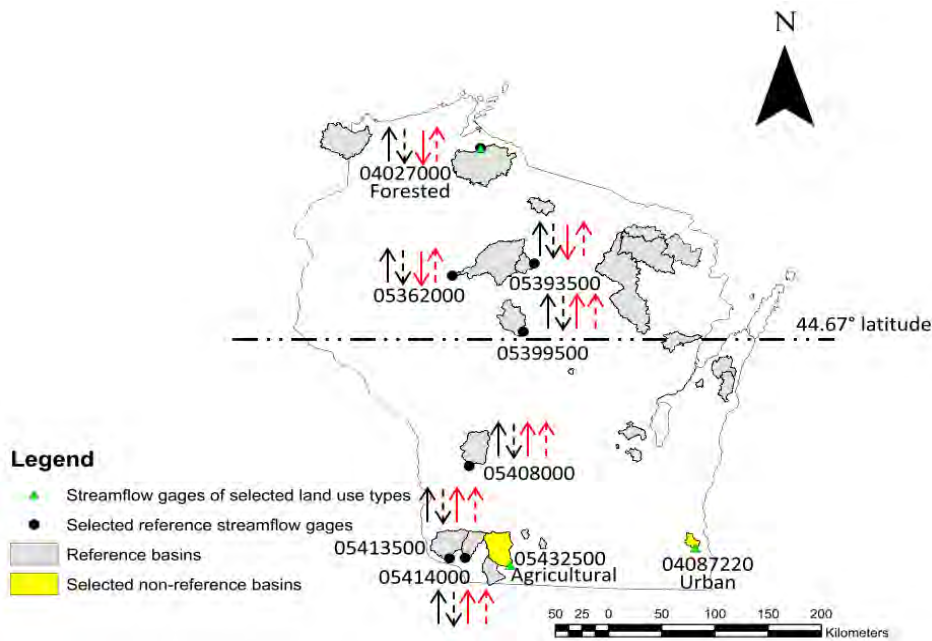 N
04027000
Forested
05393500
05362000
05399500
44.67° latitude
05408000
Legend
Streamflow gages of selected land use types
Selected reference streamflow gages
Reference basins
Selected non-reference basins
05413500
05414000
05432500
Agricultural
04087220
Urban
50 25 0 50 100 150 200
Kilometers